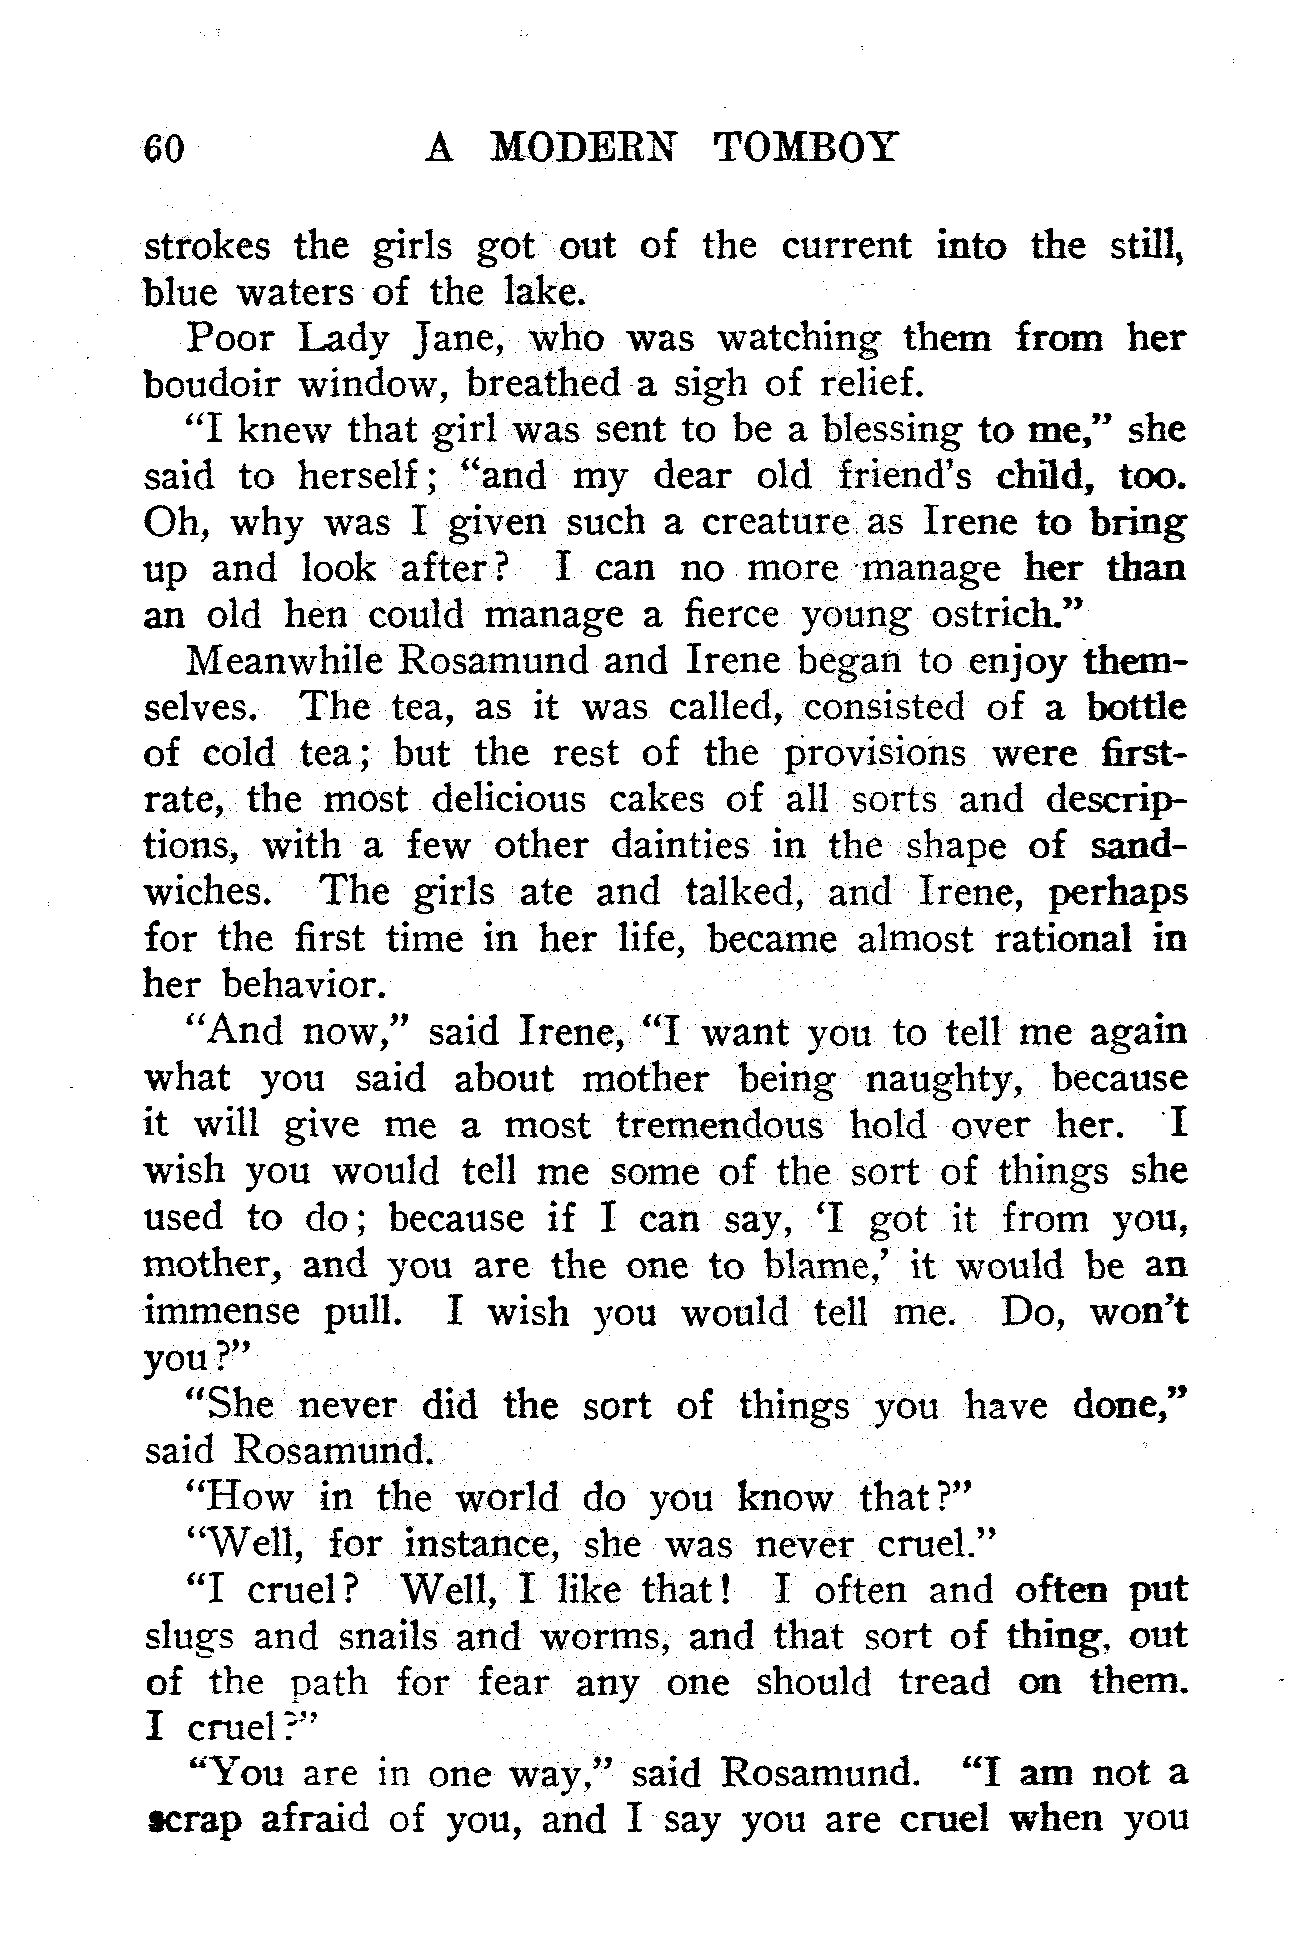 60 A MODERN TOMBOY
strokes the girls got out of the current into the still,
blue waters of the lake.
Poor Lady Jane, who was watching them from her
boudoir window, breathed a sigh of relief.
“I knew that girl was sent to be a blessing to me,” she
said to herself; “and my dear old friend’s child, too.
Oh, why was I given such a creature as Irene to bring
up and look after? I can no more manage her than
an old hen could manage a fierce young ostrich.”
Meanwhile Rosamund and Irene began to enjoy them-
selves. The tea, as it was called, consisted of a bottle
of cold tea; but the rest of the provisions were first-
rate, the most delicious cakes of all sorts and descrip-
tions, with a few other dainties in the shape of sand-
wiches. The girls ate and talked, and Irene, perhaps
for the first time in her life, became almost rational in
her behavior.
“And now,” said Irene, “I want you to tell me again
what you said about mother being naughty, because
it will give me a most tremendous hold over her. I
wish you would tell me some of the sort of things she
used to do; because if I can say, ‘I got it from you,
mother, and you are the one to blame,’ it would be an
immense pull. I wish you would tell me. Do, won’t
you?”
“She never did the sort of things you have done,”
said Rosamund.
“How in the world do you know that?”
“Well, for instance, she was never cruel.”
“I cruel? Well, I like that! I often and often put
slugs and snails and worms, and that sort of thing, out
of the path for fear any one should tread on them.
I cruel?”
“You are in one way,” said Rosamund. “I am not a
scrap afraid of you, and I say you are cruel when you